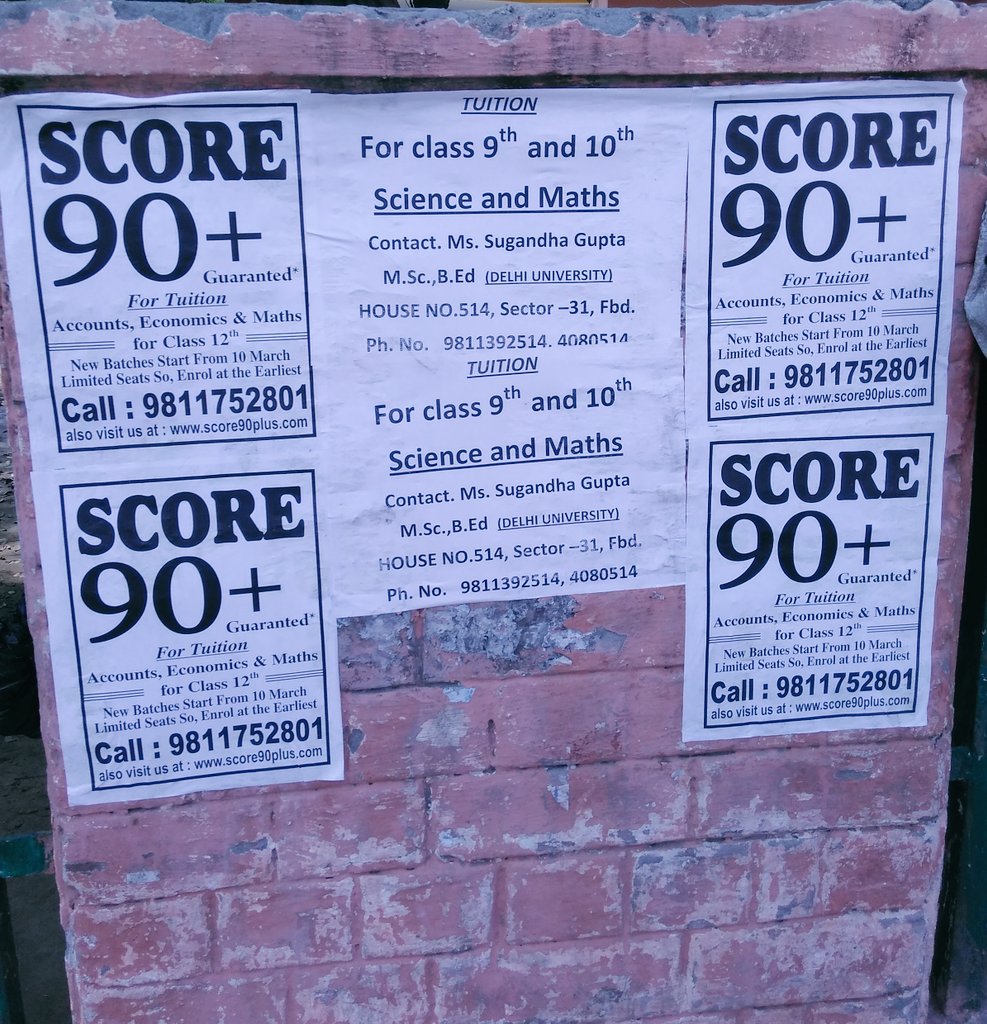 SCORE
90+
Guaranted*
For Tuition
Accounts, Economics & Maths
for Class 12th
New Batches Start From 10 March
Limited Seats So, Enrol at the Earliest
Call : 9811752801
also visit us at : www.score90plus.com
TUITION
For class 9th and 10th
Science and Maths
Contact. Ms. Sugandha Gupta
M.Sc.,B.Ed (DELHI UNIVERSITY)
HOUSE NO.514, Sector –31, Fbd.
Ph. No. 9811392514, 4080514
SCORE
90+
Guaranted*
For Tuition
Accounts, Economics & Maths
for Class 12th
New Batches Start From 10 March
Limited Seats So, Enrol at the Earliest
Call : 9811752801
also visit us at : www.score90plus.com
SCORE
90+
Guaranted*
For Tuition
Accounts, Economics & Maths
for Class 12th
New Batches Start From 10 March
Limited Seats So, Enrol at the Earliest
Call : 9811752801
also visit us at : www.score90plus.com
TUITION
For class 9th and 10th
Science and Maths
Contact. Ms. Sugandha Gupta
M.Sc.,B.Ed (DELHI UNIVERSITY)
HOUSE NO.514, Sector –31, Fbd.
Ph. No. 9811392514, 4080514
SCORE
90+
Guaranted*
For Tuition
Accounts, Economics & Maths
for Class 12th
New Batches Start From 10 March
Limited Seats So, Enrol at the Earliest
Call : 9811752801
also visit us at : www.score90plus.com